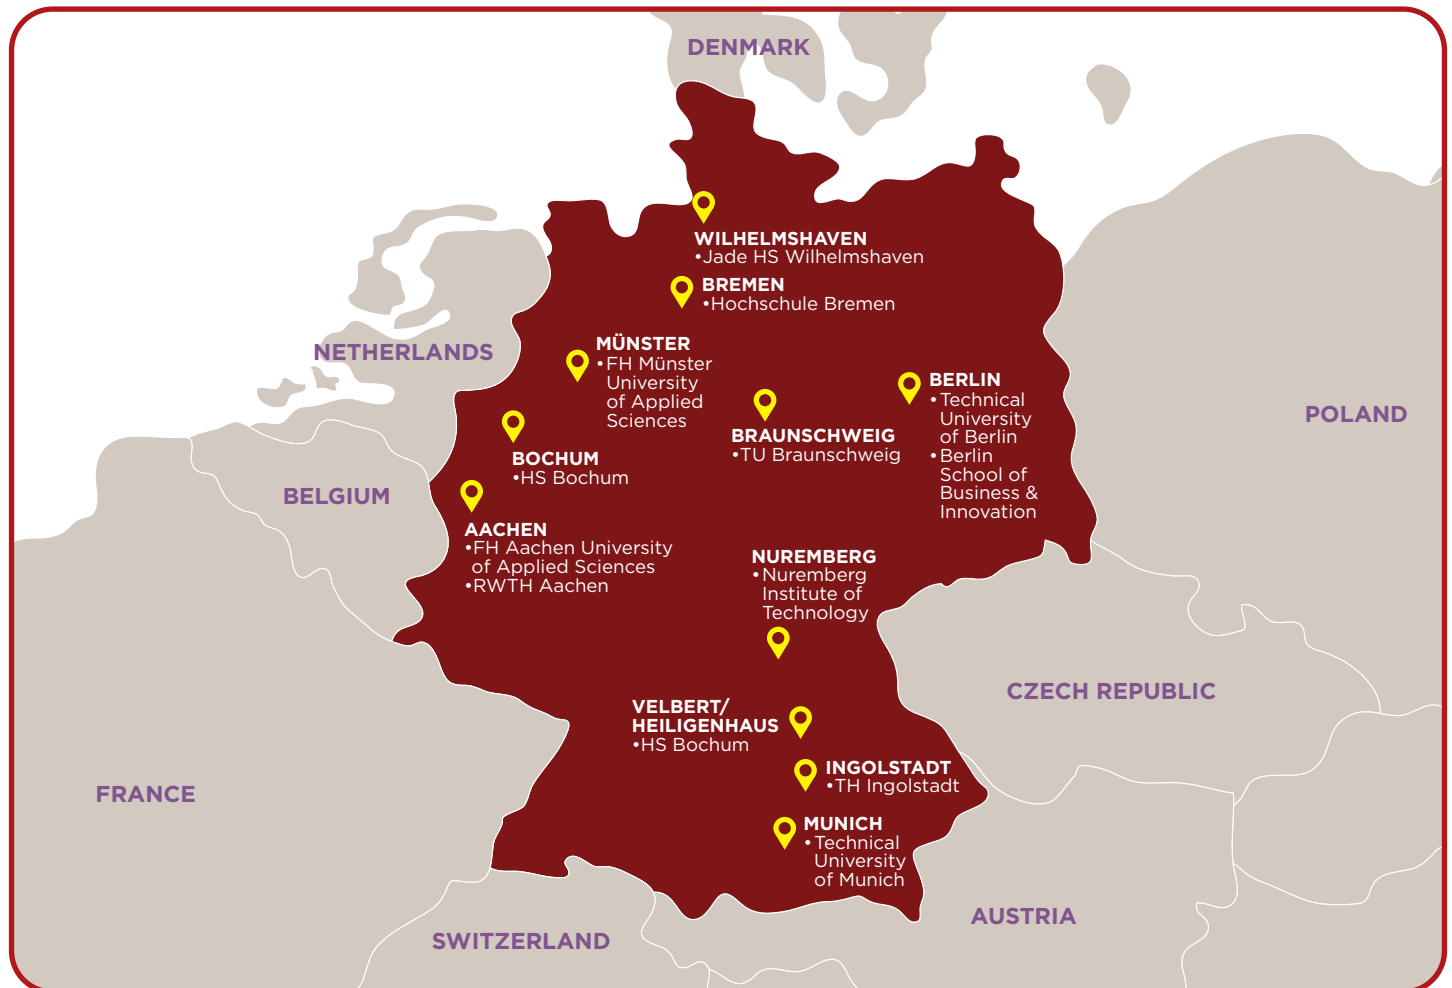 DENMARK
WILHELMSHAVEN
•Jade HS Wilhelmshaven
BREMEN
•Hochschule Bremen
NETHERLANDS
MÜNSTER
•FH Münster
University
of Applied
Sciences
BERLIN
•Technical
University
of Berlin
•Berlin
School of
Business &
Innovation
POLAND
BRAUNSCHWEIG
•TU Braunschweig
BOCHUM
•HS Bochum
BELGIUM
AACHEN
•FH Aachen University
of Applied Sciences
•RWTH Aachen
NUREMBERG
•Nuremberg
Institute of
Technology
CZECH REPUBLIC
VELBERT/
HEILIGENHAUS
•HS Bochum
INGOLSTADT
•TH Ingolstadt
FRANCE
MUNICH
•Technical
University
of Munich
AUSTRIA
SWITZERLAND